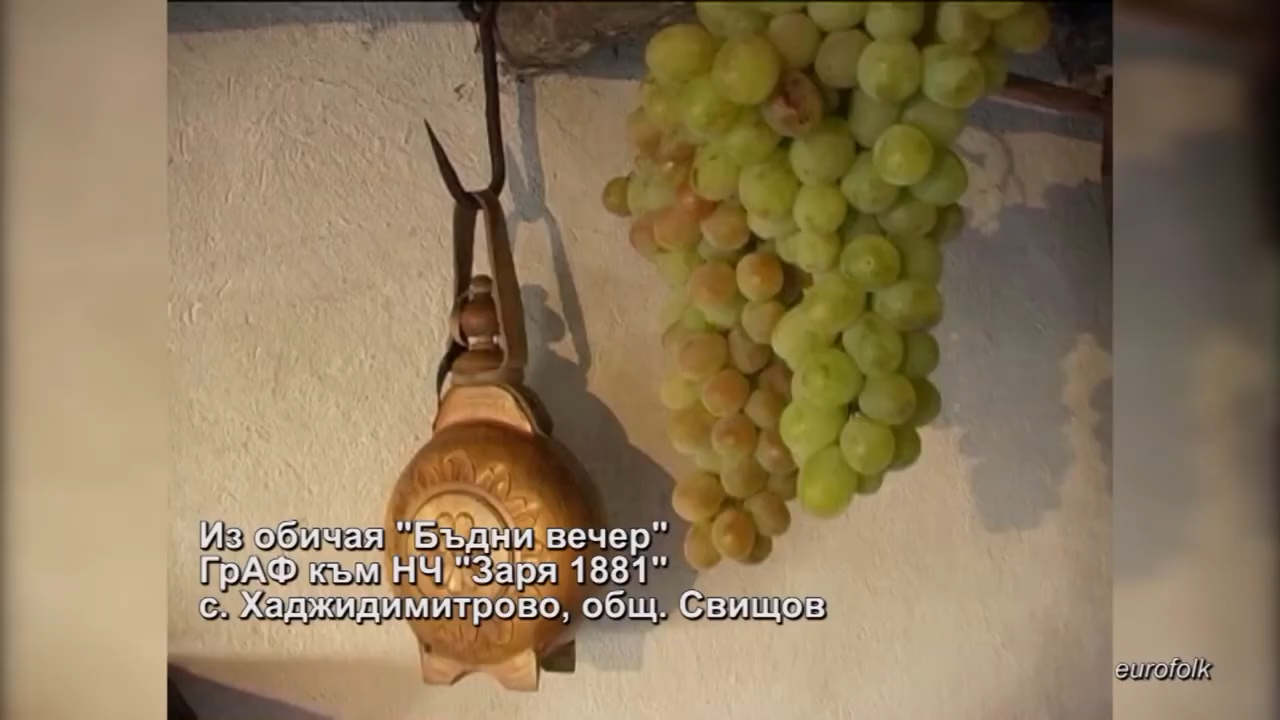 Из обичая "Бъдни вечер"
ГрАФ към НЧ "Заря 1881"
с. Хаджидимитрово, общ. Свищов
eurofolk